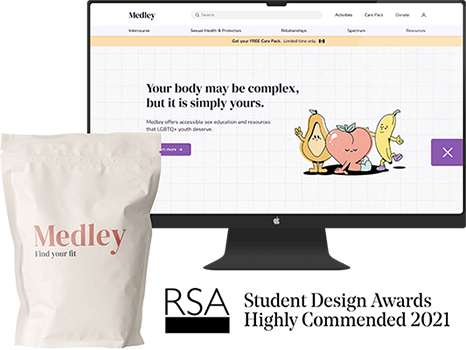 Medley
Search
Activities Care Pack Donate
Intercourse Sexual Health & Protection Relationships Spectrum Resources
Get your FREE Care Pack. Limited time only.
Your body may be complex,
but it is simply yours.
Medley offers accessible sex education and resources
that LGBTQ+ youth deserve.
more →
Medley
Find your fit
RSA
Student Design Awards
Highly Commended 2021